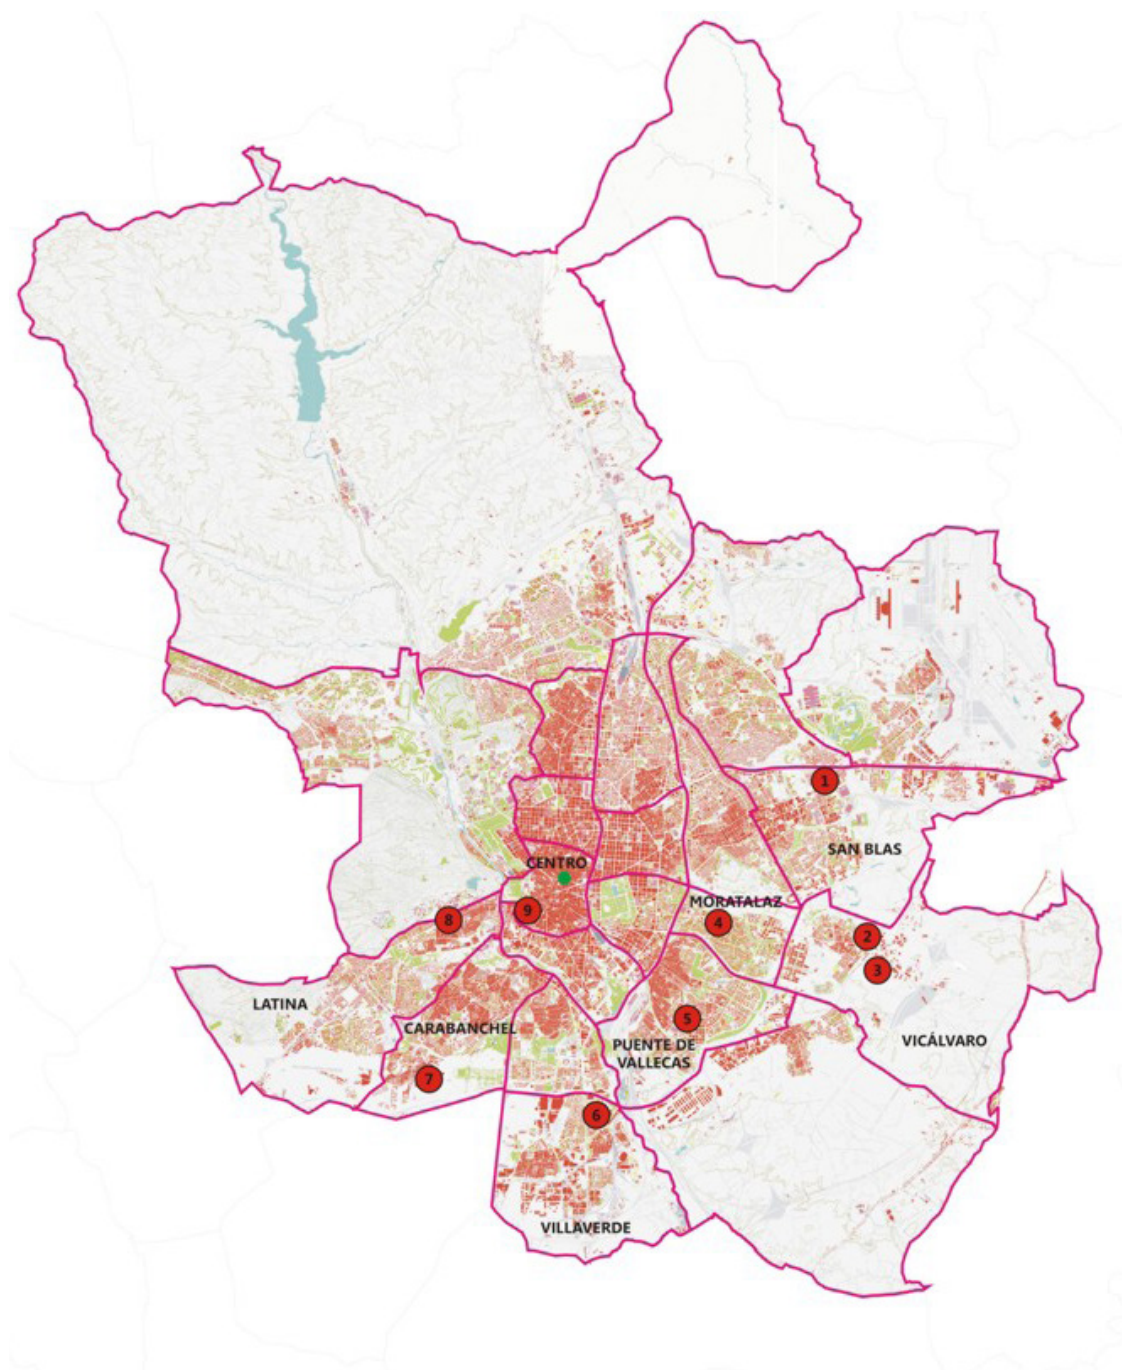 1
SAN BLAS
CENTRO
MORATALAZ
9
8
4
2
3
LATINA
CARABANCHEL
5
PUENTE DE
VALLECAS
VICÁLVARO
7
6
VILLAVERDE